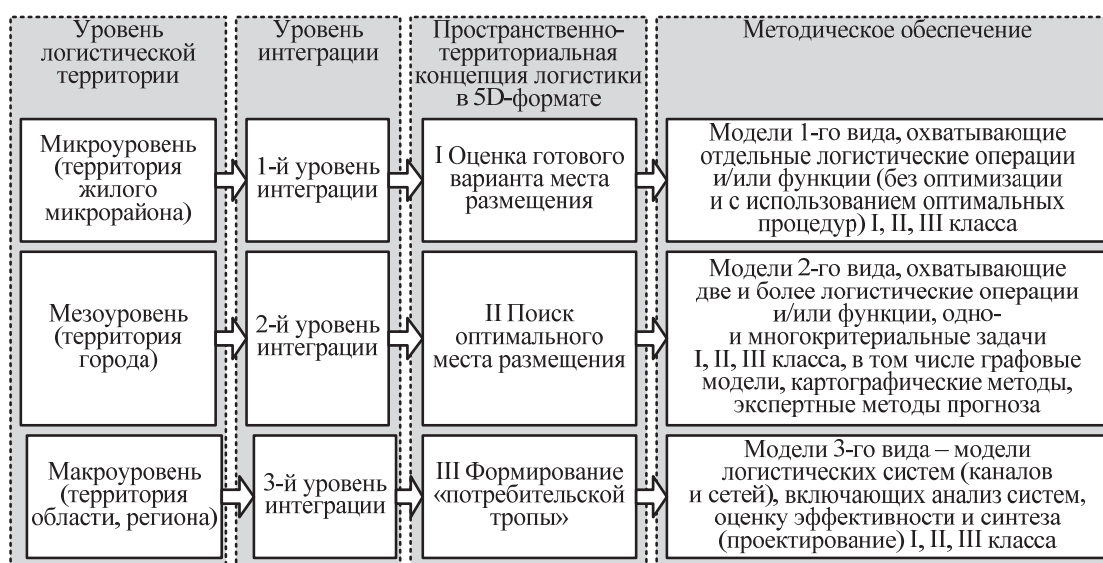 Уровень
логистической
территории
Уровень
интеграции
Пространственно-
территориальная
концепция логистики
в 5D-формате
Методическое обеспечение
Микроуровень
(территория
жилого
микрорайона)
1-й уровень
интеграции
I Оценка готового
варианта места
размещения
Модели 1-го вида, охватывающие
отдельные логистические операции
и/или функции (без оптимизации
и с использованием оптимальных
процедур) I, II, III класса
Мезоуровень
(территория
города)
2-й уровень
интеграции
II Поиск
оптимального
места размещения
Модели 2-го вида, охватывающие
две и более логистические операции
и/или функции, одно-
и многокритериальные задачи
I, II, III класса, в том числе графовые
модели, картографические методы,
экспертные методы прогноза
Макроуровень
(территория
области, региона)
3-й уровень
интеграции
III Формирование
«потребительской
тропы»
Модели 3-го вида – модели
логистических систем (каналов
и сетей), включающих анализ систем,
оценку эффективности и синтеза
(проектирование) I, II, III класса